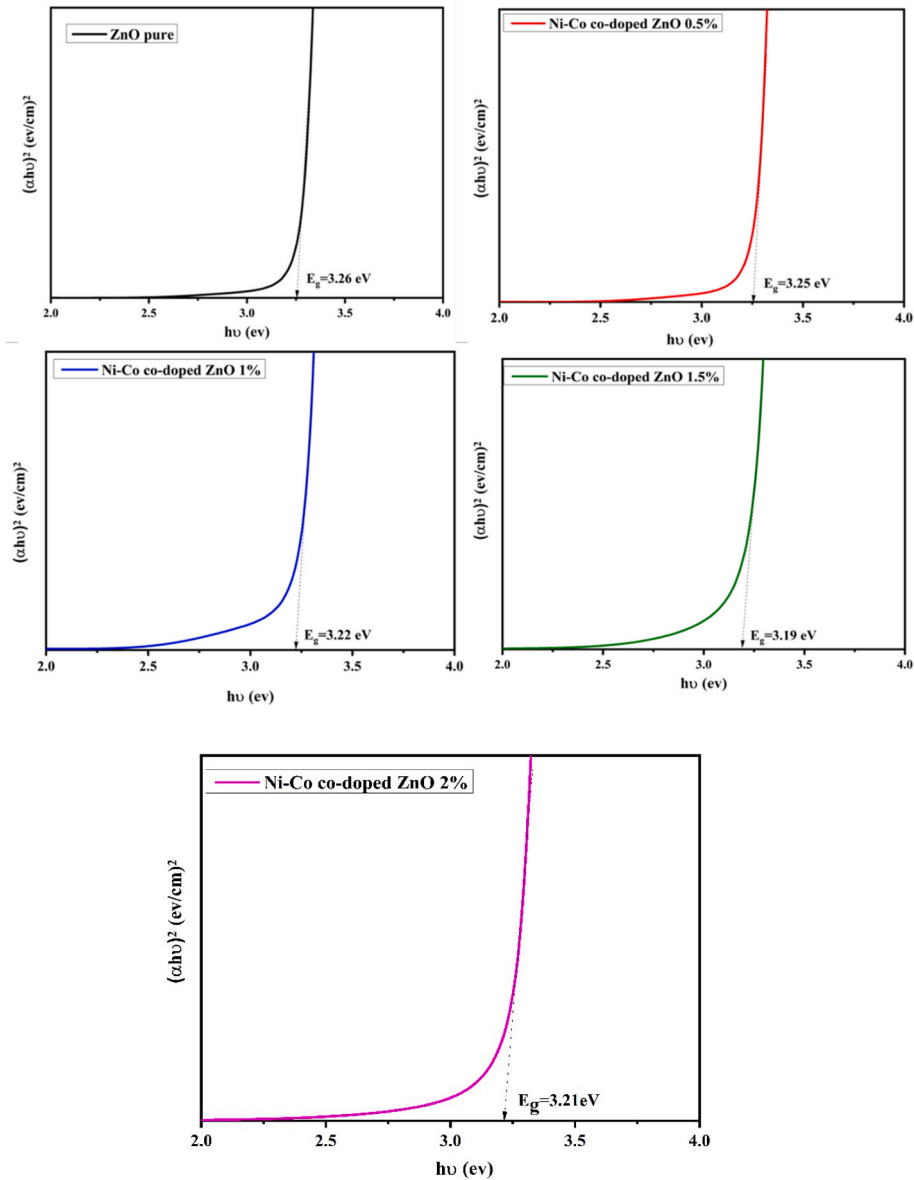 ZnO pure
(αhυ)² (ev/cm)²
E_g=3.26 eV
2.0 2.5 3.0 3.5 4.0
hυ (ev)
Ni-Co co-doped ZnO 0.5%
(αhυ)² (ev/cm)²
E_g=3.25 eV
2.0 2.5 3.0 3.5 4.0
hυ (ev)
Ni-Co co-doped ZnO 1%
(αhυ)² (ev/cm)²
E_g=3.22 eV
2.0 2.5 3.0 3.5 4.0
hυ (ev)
Ni-Co co-doped ZnO 1.5%
(αhυ)² (ev/cm)²
E_g=3.19 eV
2.0 2.5 3.0 3.5 4.0
hυ (ev)
Ni-Co co-doped ZnO 2%
(αhυ)² (ev/cm)²
E_g=3.21eV
2.0 2.5 3.0 3.5 4.0
hυ (ev)